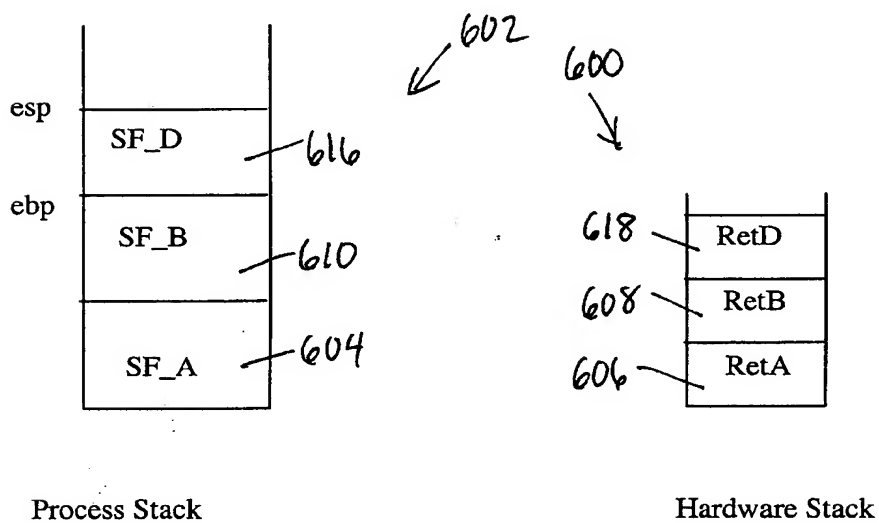 602
600
esp
SF_D
616
ebp
SF_B
610
618
RetD
608
RetB
604
SF_A
606
RetA
Process Stack
Hardware Stack